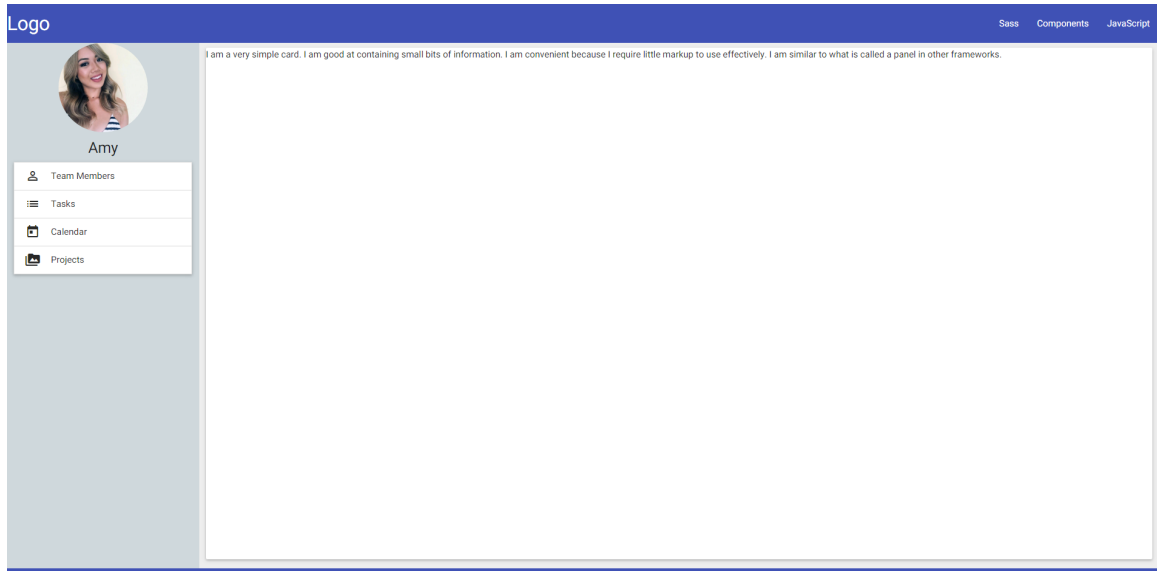 Logo
Sass Components JavaScript
Amy
Team Members
Tasks
Calendar
Projects
I am a very simple card. I am good at containing small bits of information. I am convenient because I require little markup to use effectively. I am similar to what is called a panel in other frameworks.